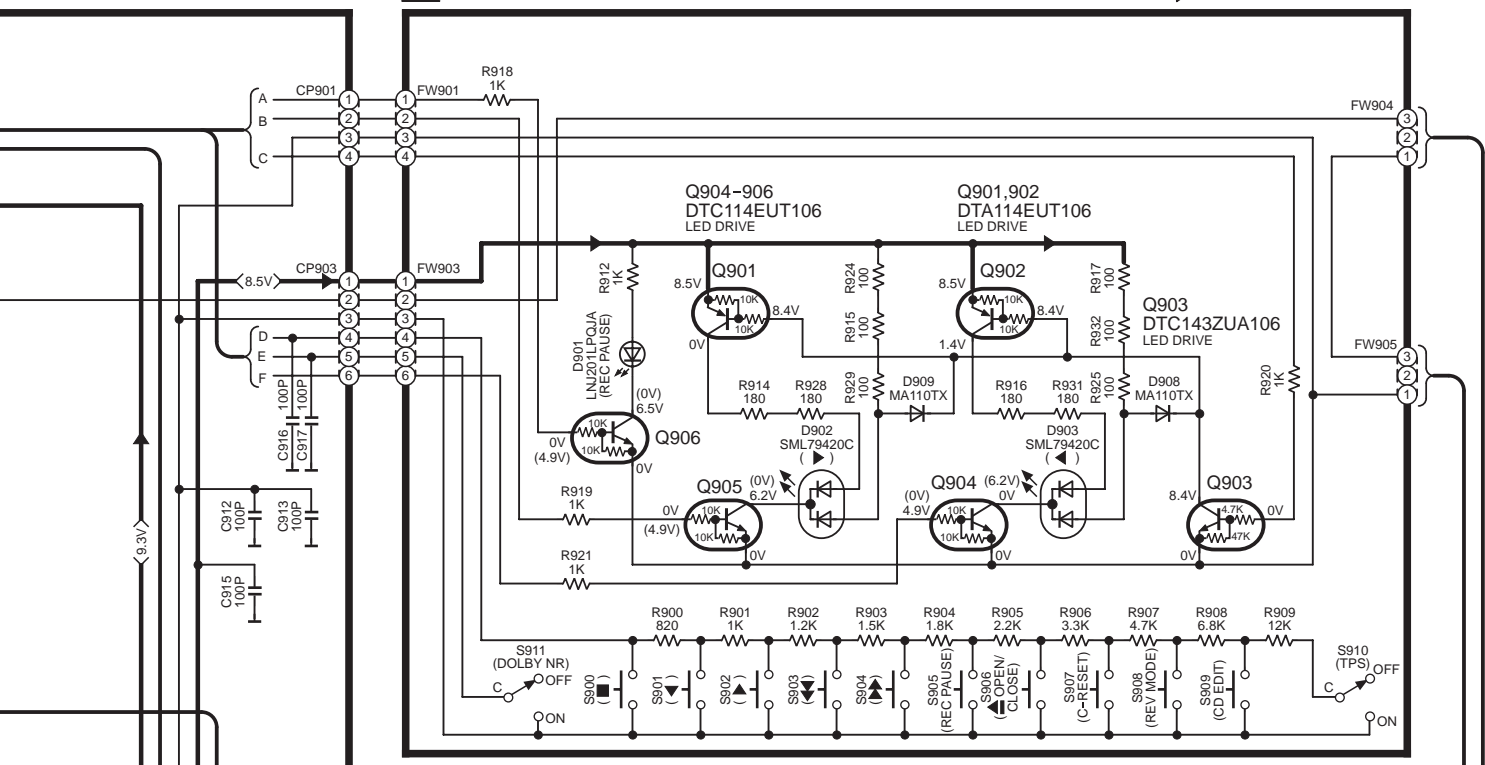 A
B
C
CP901
1
2
3
4
FW901
1
2
3
4
R918
1K
FW904
3
2
1
Q904-906
DTC114EUT106
LED DRIVE
Q901,902
DTA114EUT106
LED DRIVE
8.5V
CP903
1
2
3
4
5
6
FW903
1
2
3
4
5
6
D
E
F
R912
1K
D901
LNJ201LPQJA
(REC PAUSE)
8.5V
Q901
10K
10K
8.4V
0V
R924
100
R915
100
R929
100
8.5V
Q902
10K
10K
8.4V
1.4V
R917
100
R932
100
R925
100
Q903
DTC143ZUA106
LED DRIVE
FW905
3
2
1
R920
1K
C916 100P
C917 100P
R914
180
R928
180
D909
MA110TX
R916
180
R931
180
D908
MA110TX
(0V)
6.5V
10K
10K
Q906
0V
(4.9V)
0V
D902
SML79420C
( ▶ )
D903
SML79420C
( ◀ )
R919
1K
Q905
(0V)
6.2V
0V
(4.9V)
10K
10K
0V
Q904
(6.2V)
0V
(0V)
4.9V
10K
10K
0V
Q903
8.4V
4.7K
47K
0V
0V
9.3V
C912
100P
C913
100P
C915
100P
R921
1K
R900
820
R901
1K
R902
1.2K
R903
1.5K
R904
1.8K
R905
2.2K
R906
3.3K
R907
4.7K
R908
6.8K
R909
12K
S911
(DOLBY NR)
OFF
C
ON
S900
( ■ )
S901
( ▼ )
S902
( ▲ )
S903
( ▼▼ )
S904
( ▲▲ )
S905
(REC PAUSE)
S906
( ◀ OPEN/
CLOSE)
S907
(C-RESET)
S908
(REV MODE)
S909
(CD EDIT)
S910
(TPS)
OFF
C
ON